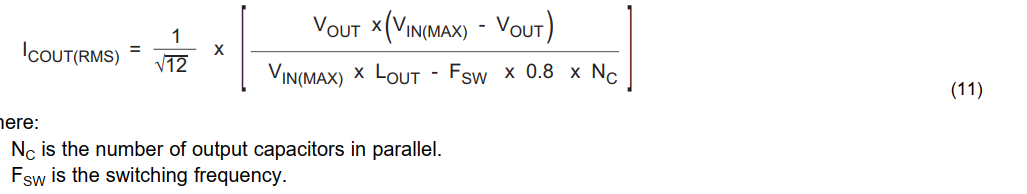 I_COUT(RMS) = 1/√12 x [ V_OUT x (V_IN(MAX) - V_OUT) / V_IN(MAX) x L_OUT - F_SW x 0.8 x N_C ]
(11)
here:
N_C is the number of output capacitors in parallel.
F_SW is the switching frequency.